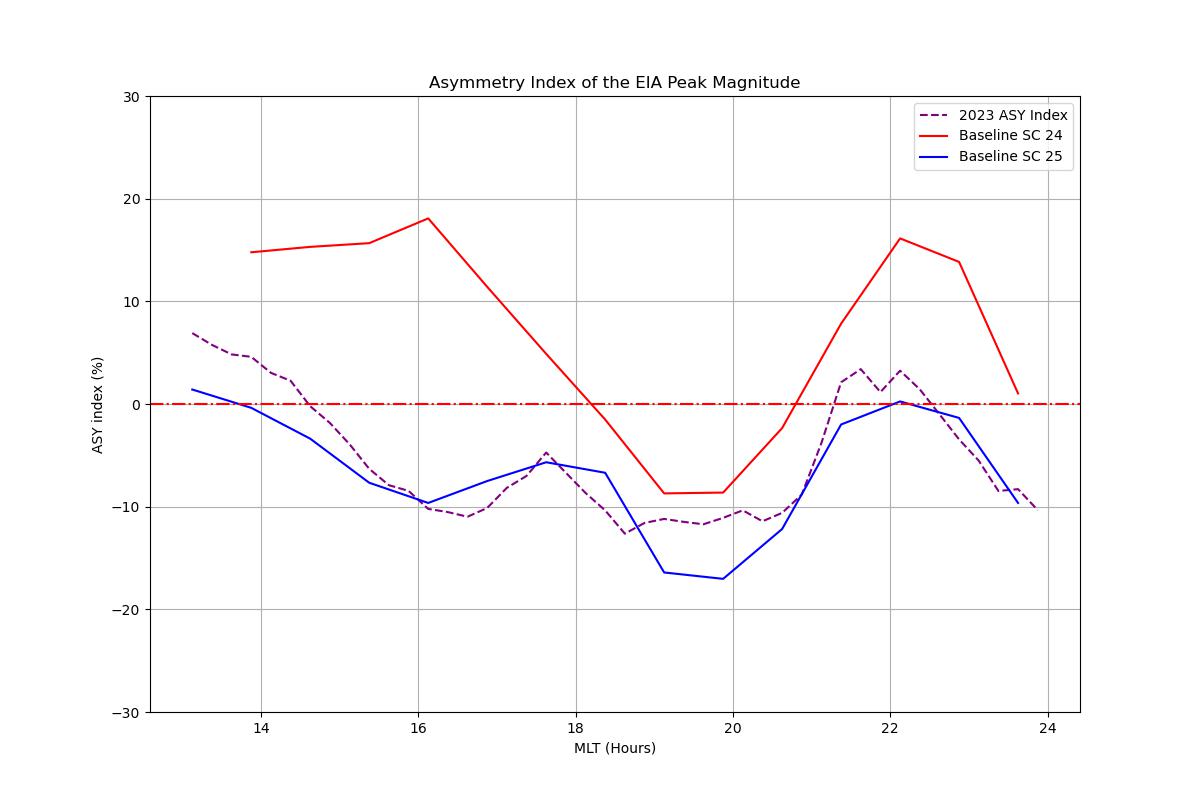 Asymmetry Index of the EIA Peak Magnitude
30
20
10
0
−10
−20
−30
ASY index (%)
2023 ASY Index
Baseline SC 24
Baseline SC 25
14 16 18 20 22 24
MLT (Hours)